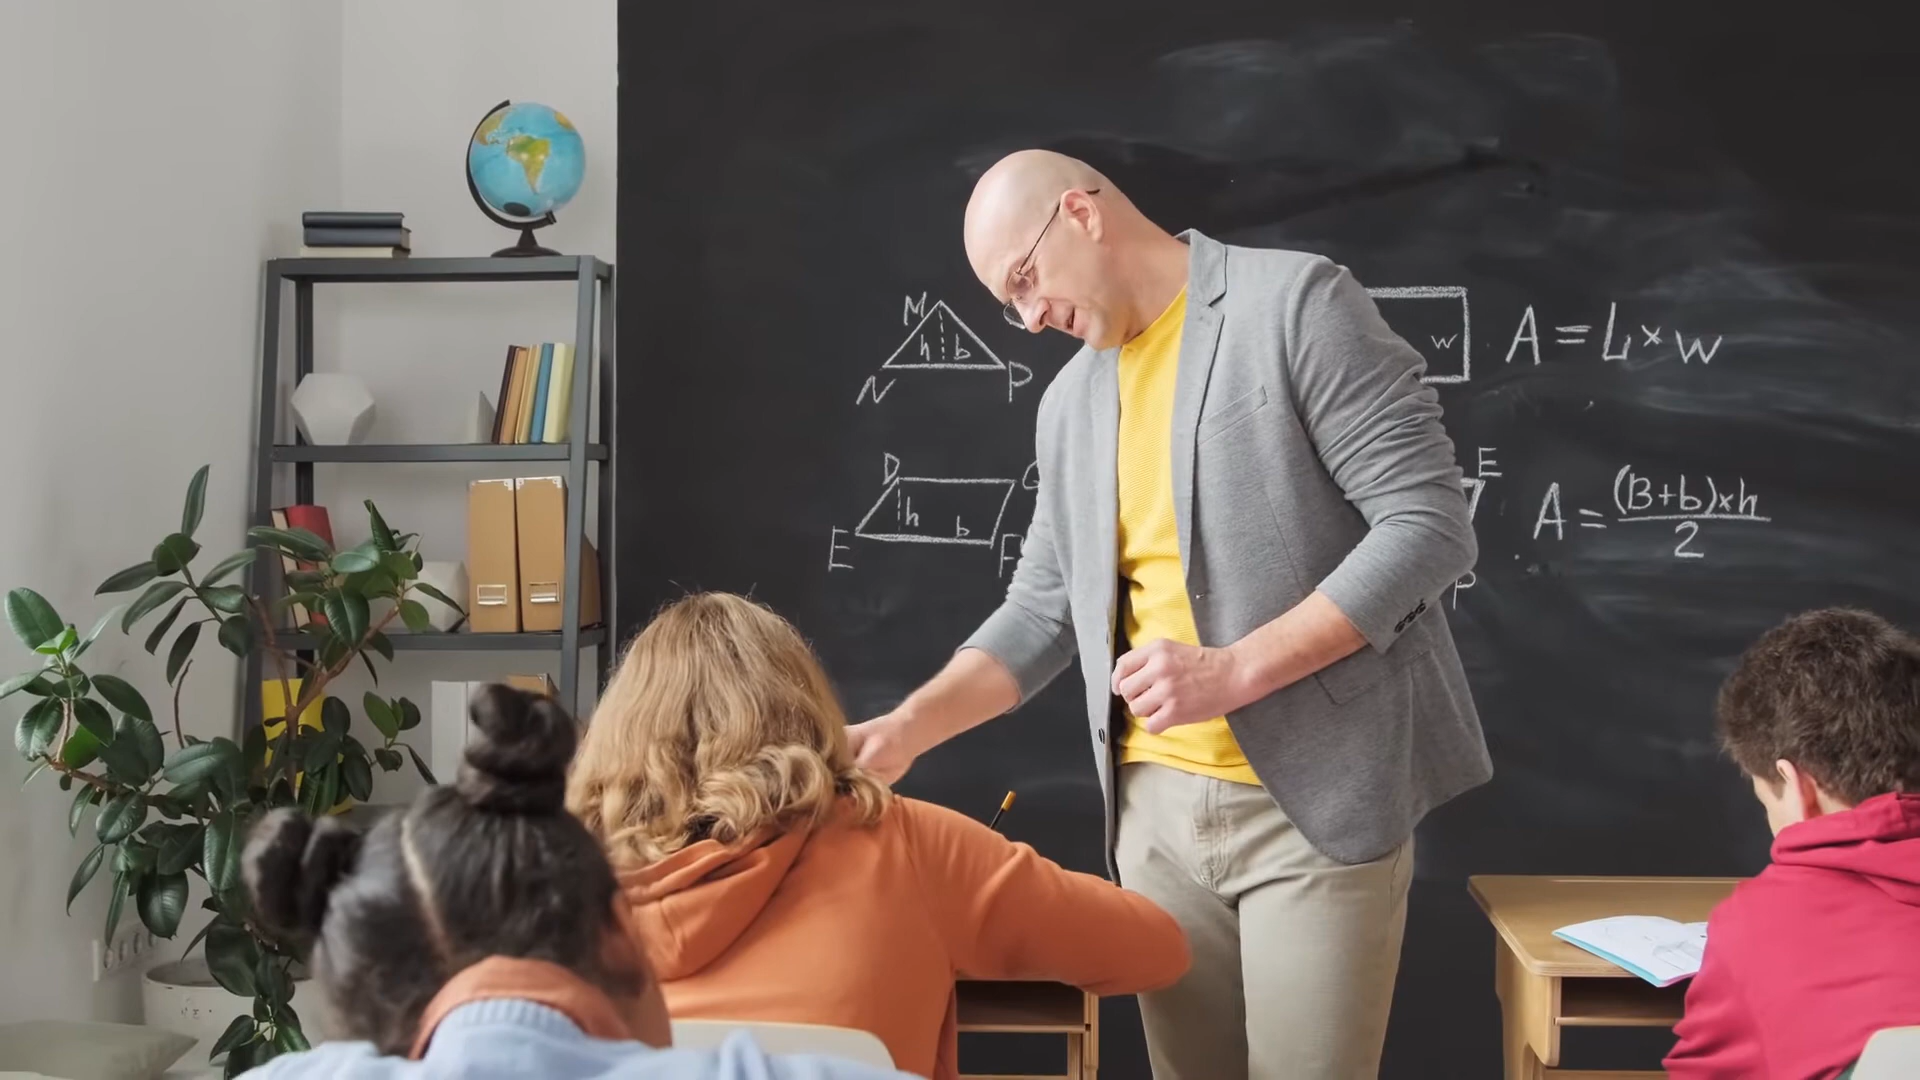 M
h b
N P
w
A = L × w
D
h b
E F
E
P
A = (B+b)×h / 2